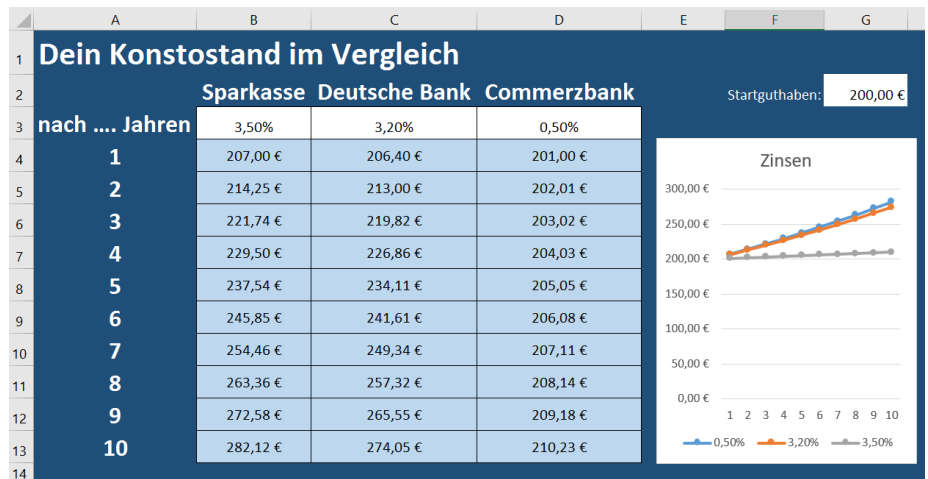 A B C D E F G
1 Dein Konstostand im Vergleich
2 Sparkasse Deutsche Bank Commerzbank Startguthaben: 200,00 €
3 nach .... Jahren 3,50% 3,20% 0,50%
4 1 207,00 € 206,40 € 201,00 €
5 2 214,25 € 213,00 € 202,01 €
6 3 221,74 € 219,82 € 203,02 €
7 4 229,50 € 226,86 € 204,03 €
8 5 237,54 € 234,11 € 205,05 €
9 6 245,85 € 241,61 € 206,08 €
10 7 254,46 € 249,34 € 207,11 €
11 8 263,36 € 257,32 € 208,14 €
12 9 272,58 € 265,55 € 209,18 €
13 10 282,12 € 274,05 € 210,23 €
14
Zinsen
300,00 €
250,00 €
200,00 €
150,00 €
100,00 €
50,00 €
0,00 €
1 2 3 4 5 6 7 8 9 10
0,50% 3,20% 3,50%